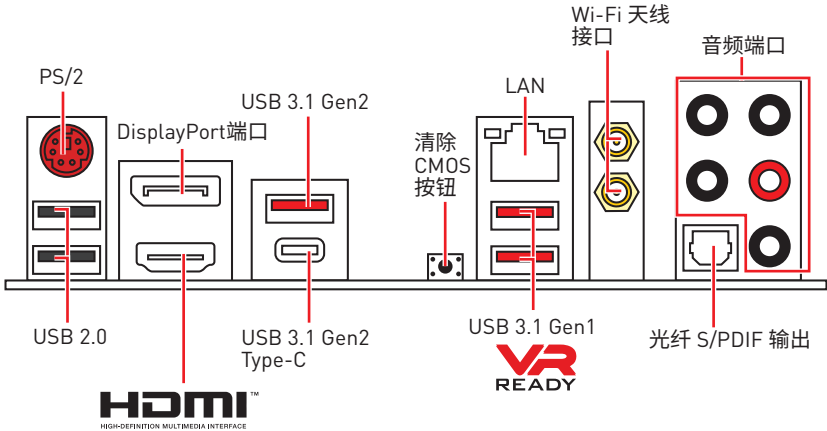 Wi-Fi 天线
接口
音频端口
PS/2
USB 3.1 Gen2
LAN
DisplayPort端口
清除
CMOS
按钮
USB 2.0
USB 3.1 Gen2
Type-C
USB 3.1 Gen1
光纤 S/PDIF 输出
VR
READY
HDMI™
HIGH-DEFINITION MULTIMEDIA INTERFACE